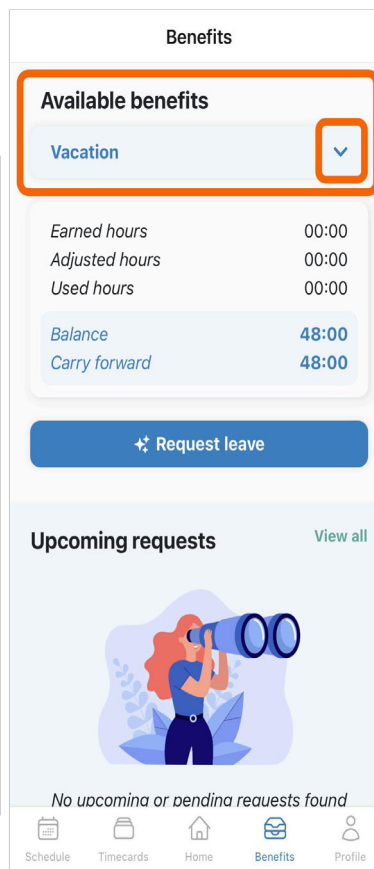 Benefits
Available benefits
Vacation
Earned hours 00:00
Adjusted hours 00:00
Used hours 00:00
Balance 48:00
Carry forward 48:00
Request leave
Upcoming requests View all
No upcoming or pending requests found
Schedule Timecards Home Benefits Profile